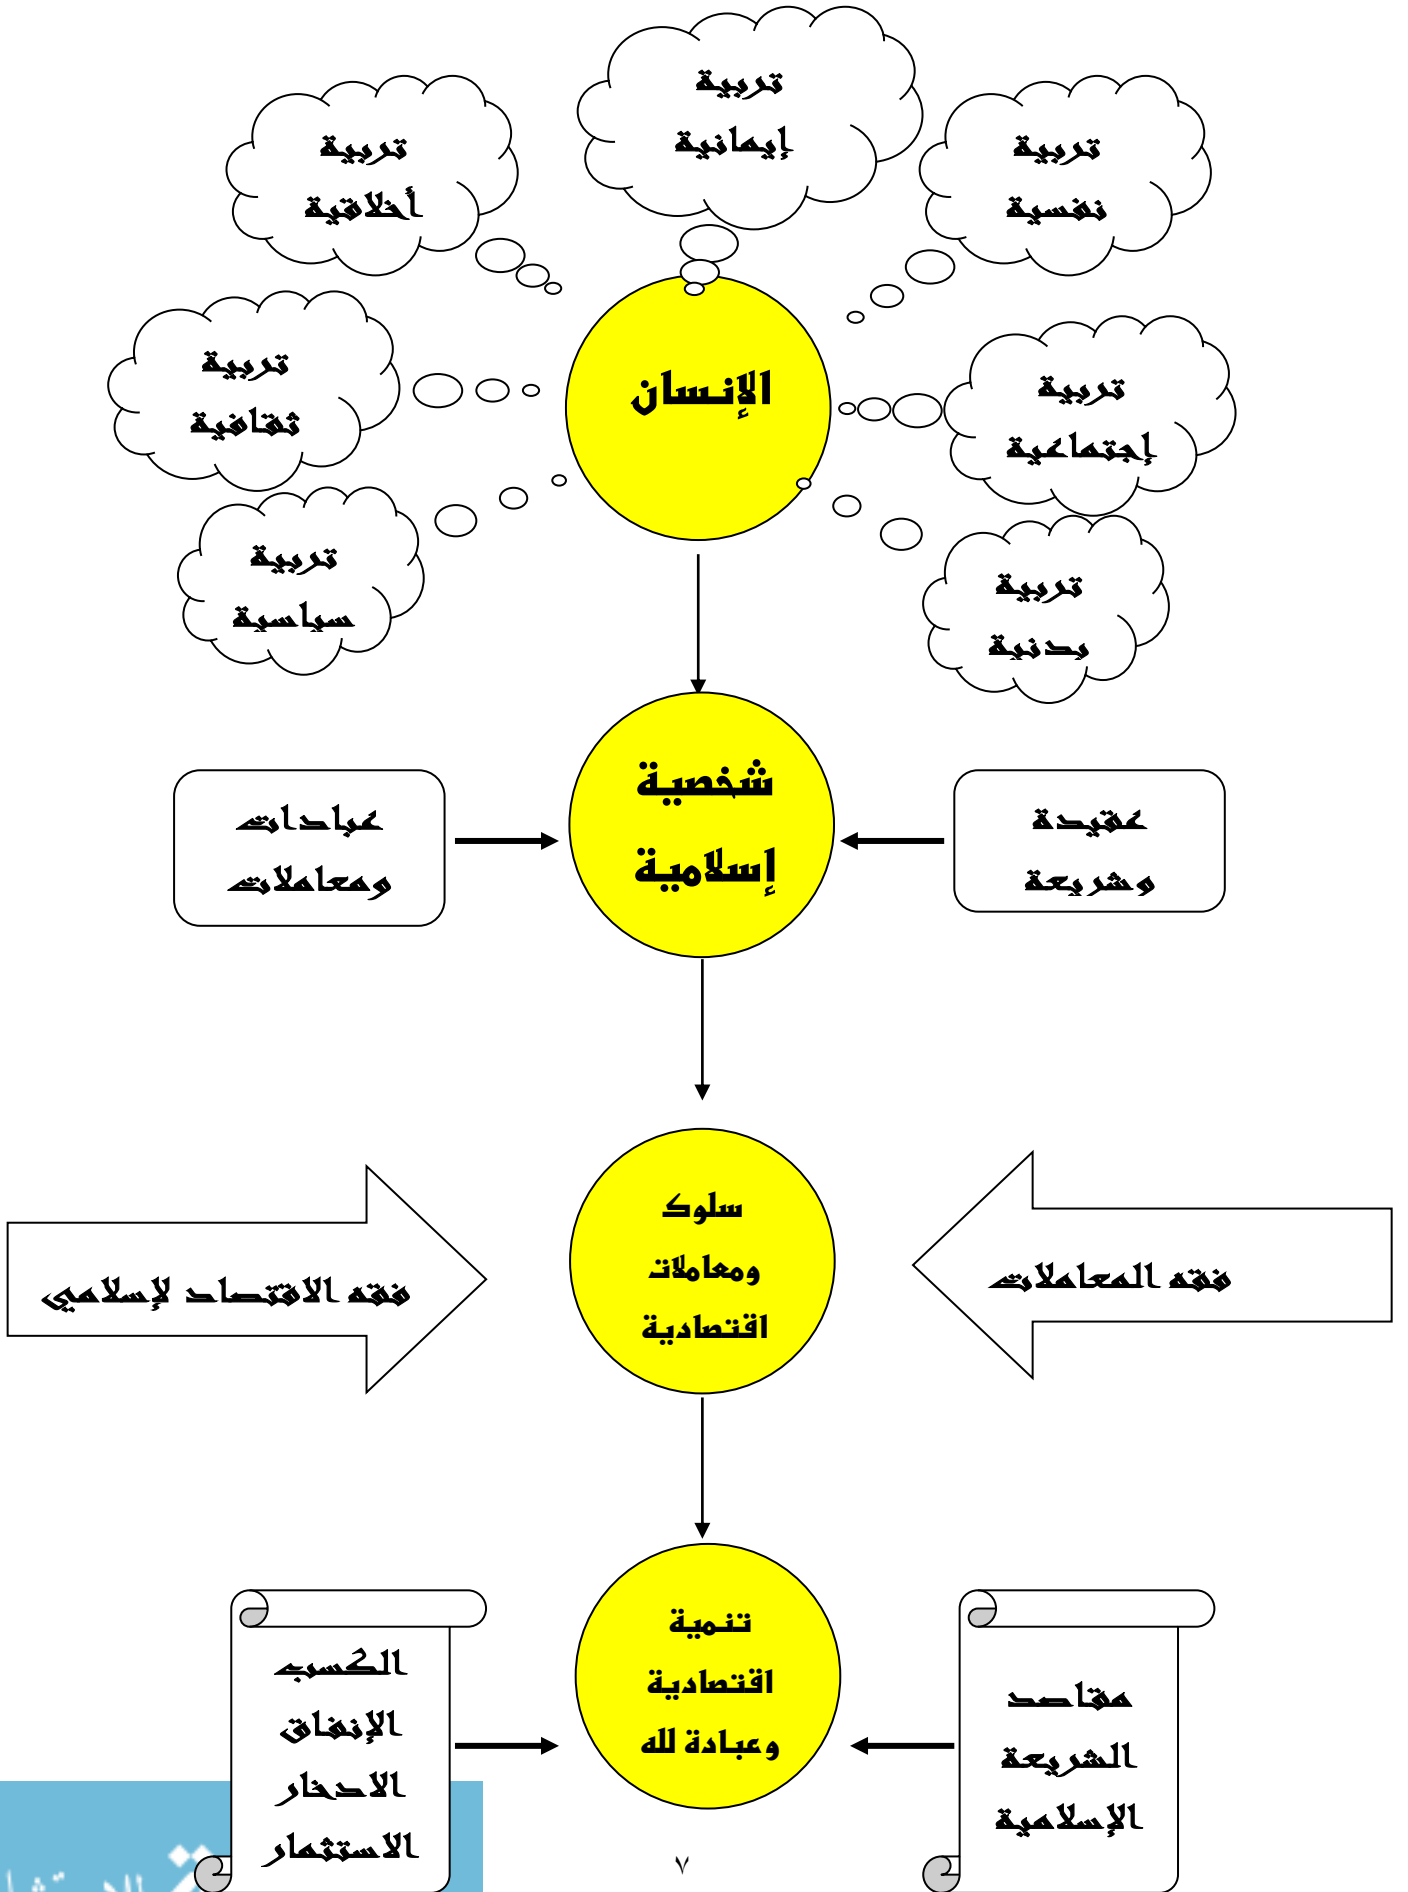 تربية
إيمانية
تربية
نفسية
تربية
أخلاقية
الإنسان
تربية
إجتماعية
تربية
ثقافية
تربية
بدنية
تربية
سياسية
شخصية
إسلامية
عقيدة
وشريعة
عبادات
ومعاملات
سلوك
ومعاملات
اقتصادية
فقه المعاملات
فقه الاقتصاد لإسلامي
تنمية
اقتصادية
وعبادة لله
مقاصد
الشريعة
الإسلامية
الكسب
الإنفاق
الادخار
الاستثمار
٧